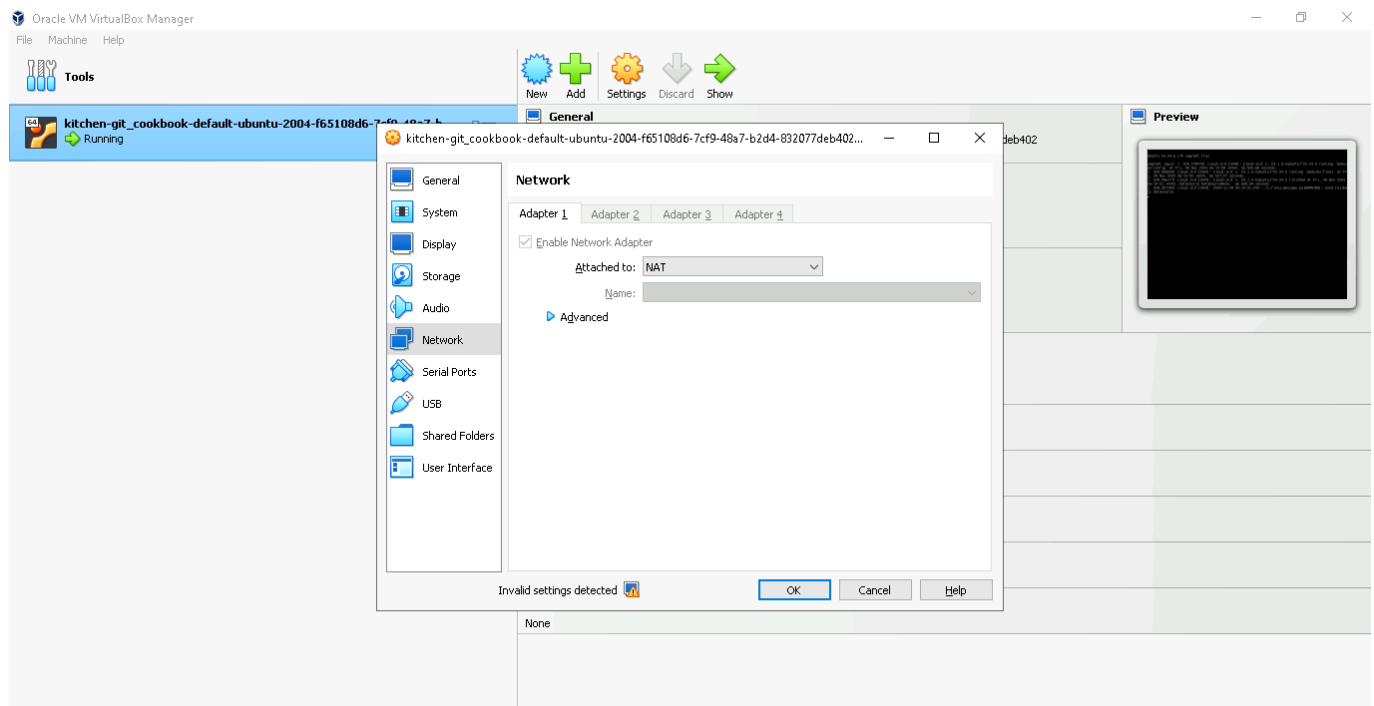 Oracle VM VirtualBox Manager
File Machine Help
Tools
New Add Settings Discard Show
kitchen-git_cookbook-default-ubuntu-2004-f65108d6-7cf9-48a7-b
Running
General
Preview
deb402
kitchen-git_cookbook-default-ubuntu-2004-f65108d6-7cf9-48a7-b2d4-832077deb402...
General
System
Display
Storage
Audio
Network
Serial Ports
USB
Shared Folders
User Interface
Network
Adapter 1 Adapter 2 Adapter 3 Adapter 4
Enable Network Adapter
Attached to: NAT
Name:
Advanced
Invalid settings detected
OK Cancel Help
None